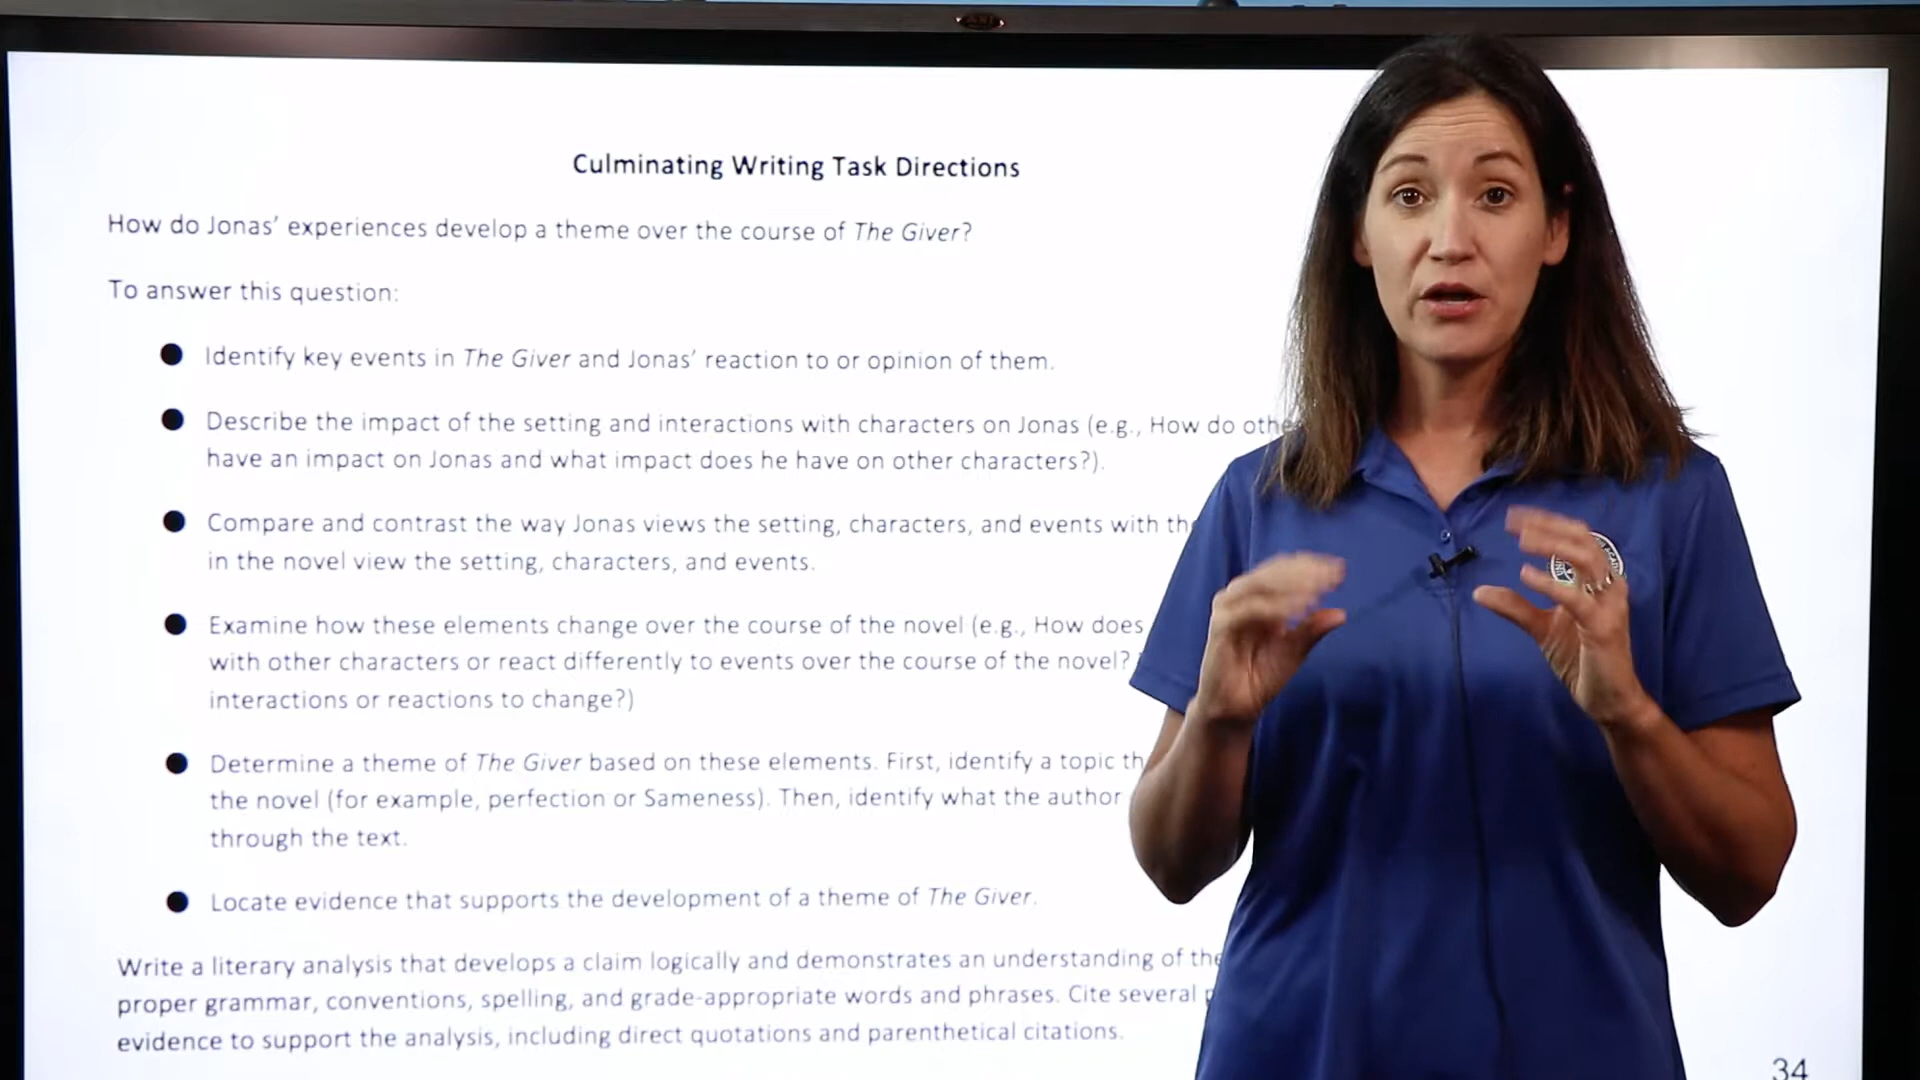 Culminating Writing Task Directions
How do Jonas' experiences develop a theme over the course of The Giver?
To answer this question:
● Identify key events in The Giver and Jonas' reaction to or opinion of them.
● Describe the impact of the setting and interactions with characters on Jonas (e.g., How do
have an impact on Jonas and what impact does he have on other characters?).
● Compare and contrast the way Jonas views the setting, characters, and events with
in the novel view the setting, characters, and events.
● Examine how these elements change over the course of the novel (e.g., How does
with other characters or react differently to events over the course of the novel?
interactions or reactions to change?)
● Determine a theme of The Giver based on these elements. First, identify a topic
the novel (for example, perfection or Sameness). Then, identify what the author
through the text.
● Locate evidence that supports the development of a theme of The Giver.
Write a literary analysis that develops a claim logically and demonstrates an understanding of the
proper grammar, conventions, spelling, and grade-appropriate words and phrases. Cite several
evidence to support the analysis, including direct quotations and parenthetical citations.
34